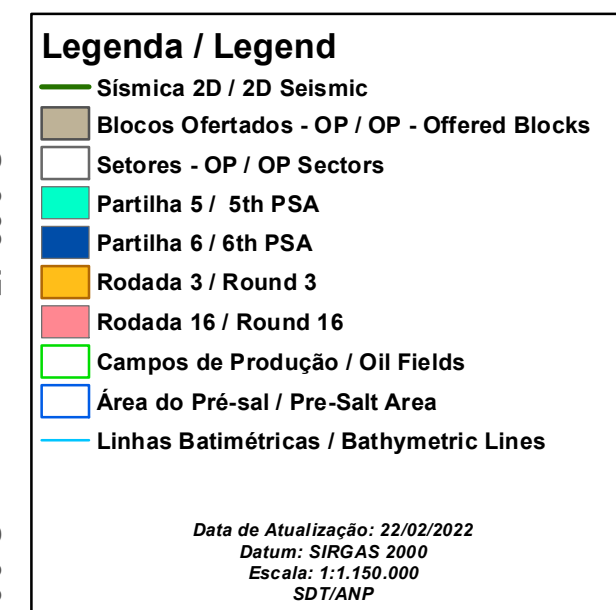 Legenda / Legend
Sísmica 2D / 2D Seismic
Blocos Ofertados - OP / OP - Offered Blocks
Setores - OP / OP Sectors
Partilha 5 / 5th PSA
Partilha 6 / 6th PSA
Rodada 3 / Round 3
Rodada 16 / Round 16
Campos de Produção / Oil Fields
Área do Pré-sal / Pre-Salt Area
Linhas Batimétricas / Bathymetric Lines
Data de Atualização: 22/02/2022
Datum: SIRGAS 2000
Escala: 1:1.150.000
SDT/ANP